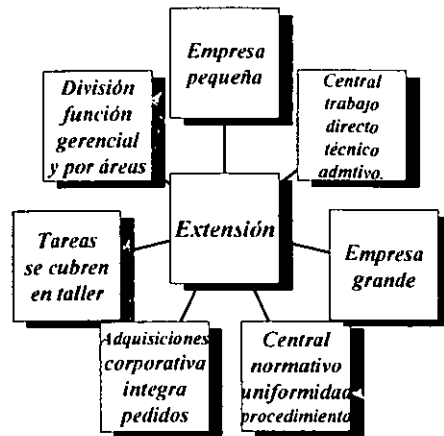 Empresa
pequeña
División
función
gerencial
y por áreas
Central
trabajo
directo
técnico
admtivo.
Extensión
Tareas
se cubren
en taller
Empresa
grande
Adquisiciones
corporativa
integra
pedidos
Central
normativo
uniformidad
procedimiento